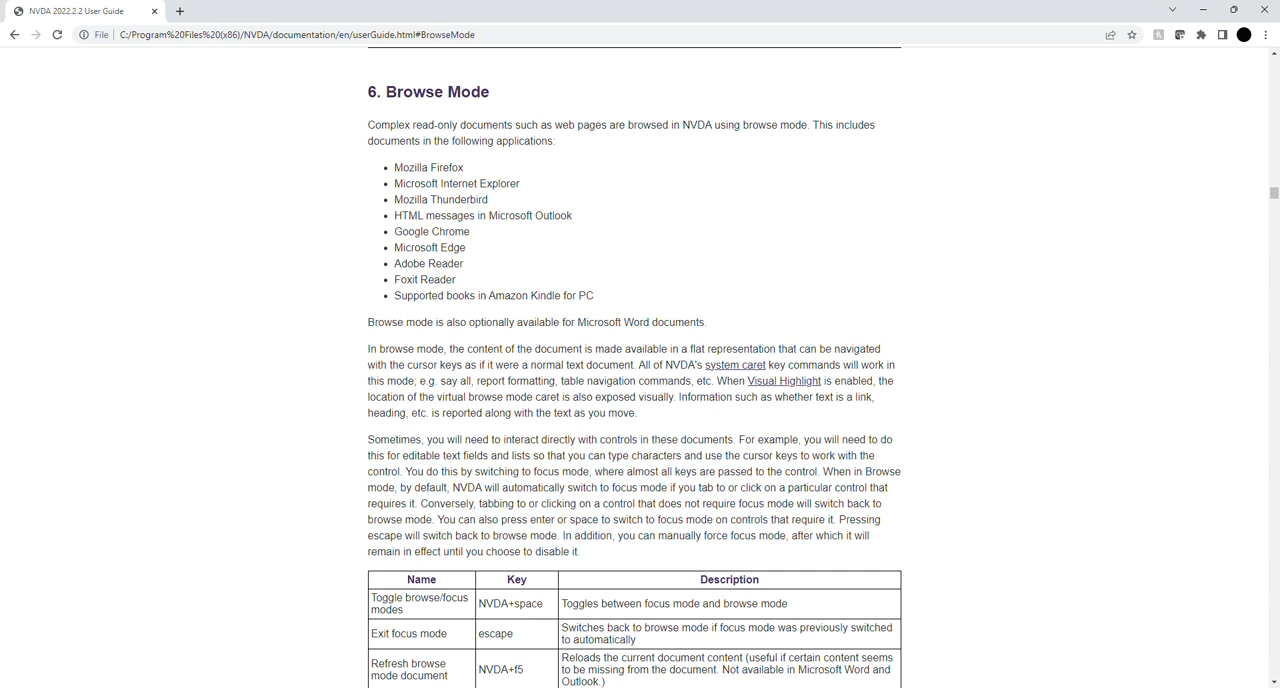 NVDA 2022.2.2 User Guide
File
C:/Program%20Files%20(x86)/NVDA/documentation/en/userGuide.html#BrowseMode
6. Browse Mode
Complex read-only documents such as web pages are browsed in NVDA using browse mode. This includes
documents in the following applications:
• Mozilla Firefox
• Microsoft Internet Explorer
• Mozilla Thunderbird
• HTML messages in Microsoft Outlook
• Google Chrome
• Microsoft Edge
• Adobe Reader
• Foxit Reader
• Supported books in Amazon Kindle for PC
Browse mode is also optionally available for Microsoft Word documents.
In browse mode, the content of the document is made available in a flat representation that can be navigated
with the cursor keys as if it were a normal text document. All of NVDA's system caret key commands will work in
this mode; e.g. say all, report formatting, table navigation commands, etc. When Visual Highlight is enabled, the
location of the virtual browse mode caret is also exposed visually. Information such as whether text is a link,
heading, etc. is reported along with the text as you move.
Sometimes, you will need to interact directly with controls in these documents. For example, you will need to do
this for editable text fields and lists so that you can type characters and use the cursor keys to work with the
control. You do this by switching to focus mode, where almost all keys are passed to the control. When in Browse
mode, by default, NVDA will automatically switch to focus mode if you tab to or click on a particular control that
requires it. Conversely, tabbing to or clicking on a control that does not require focus mode will switch back to
browse mode. You can also press enter or space to switch to focus mode on controls that require it. Pressing
escape will switch back to browse mode. In addition, you can manually force focus mode, after which it will
remain in effect until you choose to disable it.
Name Key Description
Toggle browse/focus
modes
NVDA+space
Toggles between focus mode and browse mode
Exit focus mode
escape
Switches back to browse mode if focus mode was previously switched
to automatically
Refresh browse
mode document
NVDA+f5
Reloads the current document content (useful if certain content seems
to be missing from the document. Not available in Microsoft Word and
Outlook.)